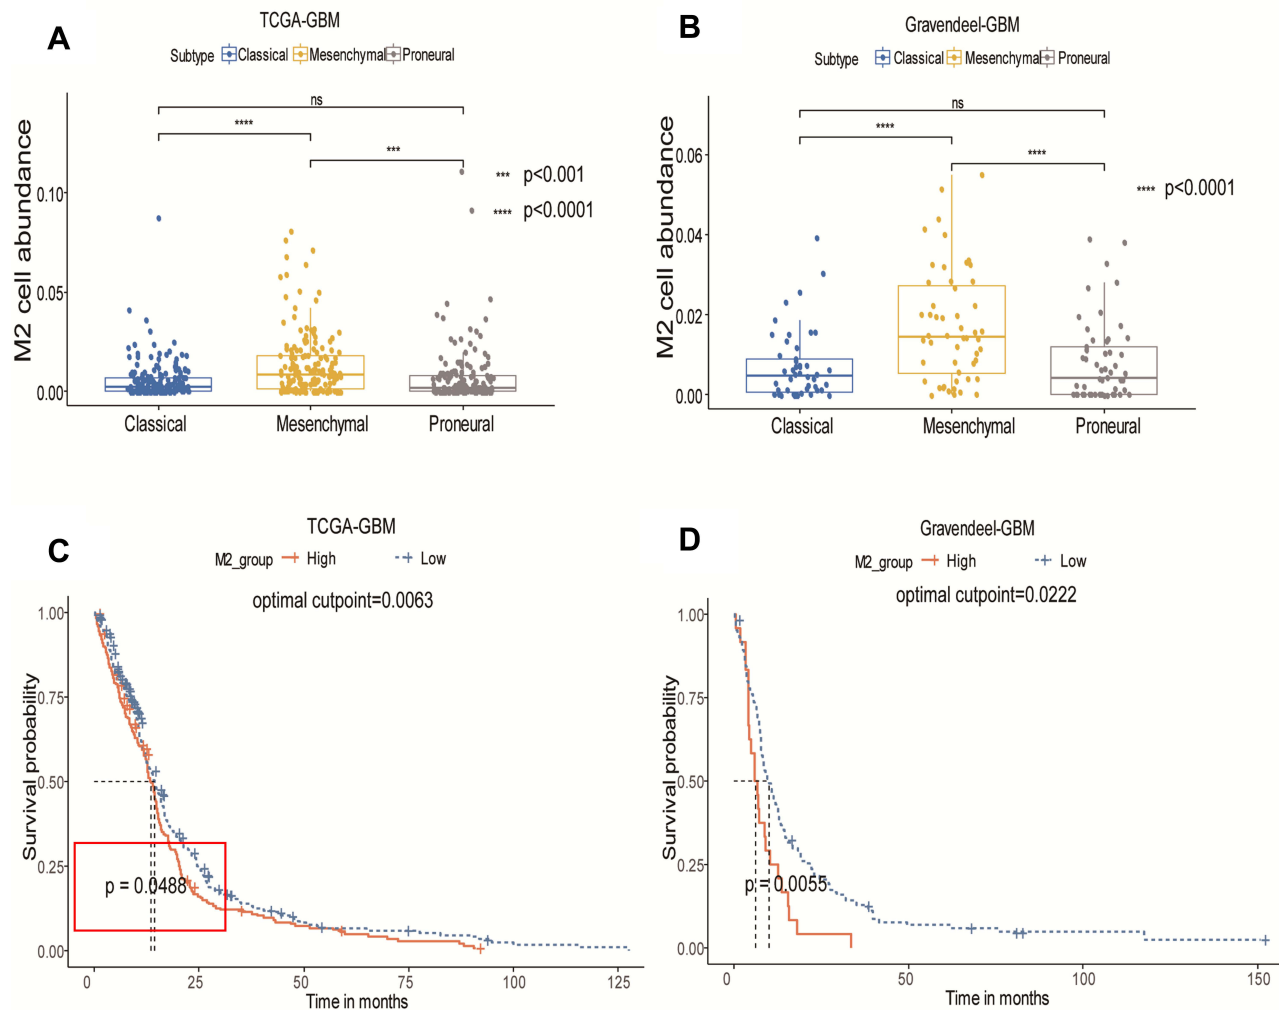 A
TCGA-GBM
Subtype Classical Mesenchymal Proneural
M2 cell abundance
0.10
0.05
0.00
ns
****
***
*** p<0.001
**** p<0.0001
Classical Mesenchymal Proneural
B
Gravendeel-GBM
Subtype Classical Mesenchymal Proneural
M2 cell abundance
0.06
0.04
0.02
0.00
ns
****
****
**** p<0.0001
Classical Mesenchymal Proneural
C
TCGA-GBM
M2_group High Low
optimal cutpoint=0.0063
Survival probability
1.00
0.75
0.50
0.25
0.00
p = 0.0488
0 25 50 75 100 125
Time in months
D
Gravendeel-GBM
M2_group High Low
optimal cutpoint=0.0222
Survival probability
1.00
0.75
0.50
0.25
0.00
p = 0.0055
0 50 100 150
Time in months